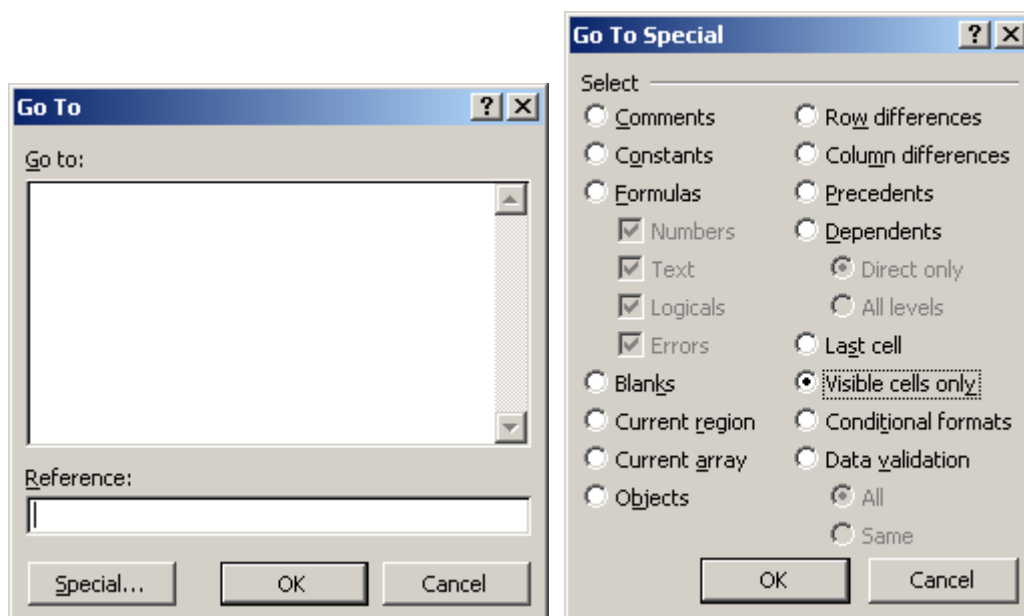 Go To
Go to:
Reference:
Special...
OK
Cancel
Go To Special
Select
Comments
Constants
Formulas
Numbers
Text
Logicals
Errors
Blanks
Current region
Current array
Objects
Row differences
Column differences
Precedents
Dependents
Direct only
All levels
Last cell
Visible cells only
Conditional formats
Data validation
All
Same
OK
Cancel